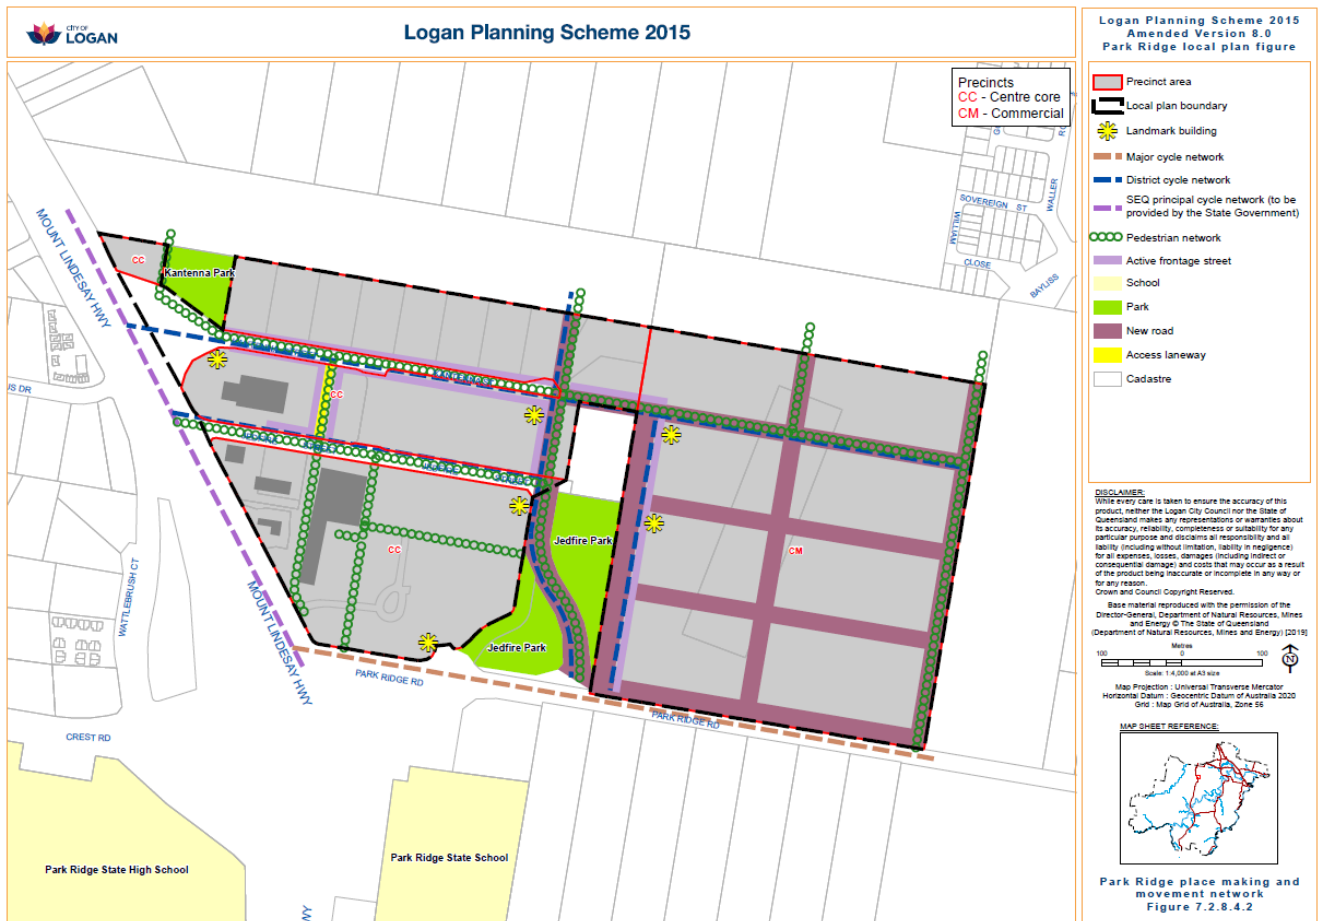 CITY OF
LOGAN
Logan Planning Scheme 2015
Logan Planning Scheme 2015
Amended Version 8.0
Park Ridge local plan figure
Precincts
CC - Centre core
CM - Commercial
Precinct area
Local plan boundary
Landmark building
Major cycle network
District cycle network
SEQ principal cycle network (to be
provided by the State Government)
Pedestrian network
Active frontage street
School
Park
New road
Access laneway
Cadastre
SOVEREIGN ST
WALLER
WILLIAM
CLOSE
BAYLISS
MOUNT LINDESAY HWY
CC
Kantenna Park
US DR
CC
JEDFIRE
STREET
JEDFIRE
Jedfire Park
CC
CM
WATTLEBRUSH CT
MOUNT LINDESAY HWY
Jedfire Park
PARK RIDGE RD
PARK RIDGE RD
CREST RD
Park Ridge State High School
Park Ridge State School
WY
DISCLAIMER:
While every care is taken to ensure the accuracy of this
product, neither the Logan City Council nor the State of
Queensland makes any representations or warranties about
its accuracy, reliability, completeness or suitability for any
particular purpose and disclaims all responsibility and all
liability (including without limitation, liability in negligence)
for all expenses, losses, damages (including indirect or
consequential damage) and costs that may occur as a result
of the product being inaccurate or incomplete in any way or
for any reason.
Crown and Council Copyright Reserved.
Base material reproduced with the permission of the
Director-General, Department of Natural Resources, Mines
and Energy © The State of Queensland
(Department of Natural Resources, Mines and Energy) [2019]
Metres
100 0 100
N
Scale: 1:4,000 at A3 size
Map Projection : Universal Transverse Mercator
Horizontal Datum : Geocentric Datum of Australia 2020
Grid : Map Grid of Australia, Zone 56
MAP SHEET REFERENCE:
Park Ridge place making and
movement network
Figure 7.2.8.4.2